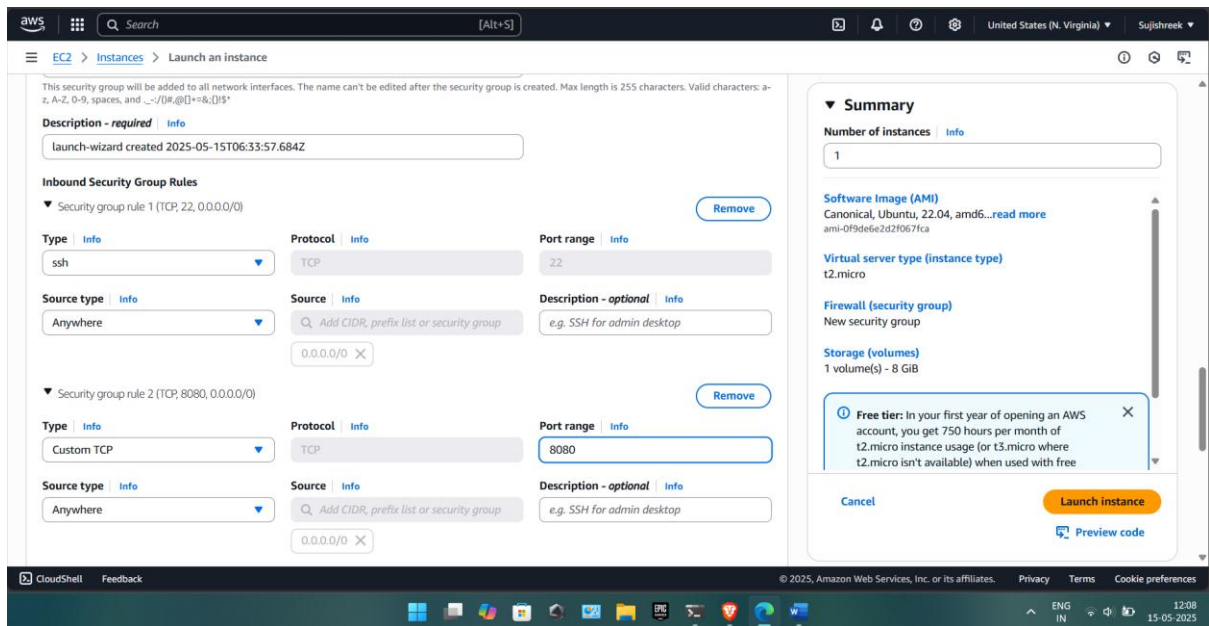 aws
Search [Alt+S]
United States (N. Virginia) Sujishreek
EC2 > Instances > Launch an instance
This security group will be added to all network interfaces. The name can't be edited after the security group is created. Max length is 255 characters. Valid characters: a-
z, A-Z, 0-9, spaces, and ._-:/()#,@[]+=&;{}!$*
Description - required Info
launch-wizard created 2025-05-15T06:33:57.684Z
Inbound Security Group Rules
Security group rule 1 (TCP, 22, 0.0.0.0/0)
Remove
Type Info
Protocol Info
Port range Info
ssh
TCP
22
Source type Info
Source Info
Description - optional Info
Anywhere
Add CIDR, prefix list or security group
e.g. SSH for admin desktop
0.0.0.0/0
Security group rule 2 (TCP, 8080, 0.0.0.0/0)
Remove
Type Info
Protocol Info
Port range Info
Custom TCP
TCP
8080
Source type Info
Source Info
Description - optional Info
Anywhere
Add CIDR, prefix list or security group
e.g. SSH for admin desktop
0.0.0.0/0
Summary
Number of instances Info
1
Software Image (AMI)
Canonical, Ubuntu, 22.04, amd6...read more
ami-0f9de6e2d2f067fca
Virtual server type (instance type)
t2.micro
Firewall (security group)
New security group
Storage (volumes)
1 volume(s) - 8 GiB
Free tier: In your first year of opening an AWS
account, you get 750 hours per month of
t2.micro instance usage (or t3.micro where
t2.micro isn't available) when used with free
Cancel
Launch instance
Preview code
CloudShell Feedback
© 2025, Amazon Web Services, Inc. or its affiliates. Privacy Terms Cookie preferences
ENG
IN
12:08
15-05-2025